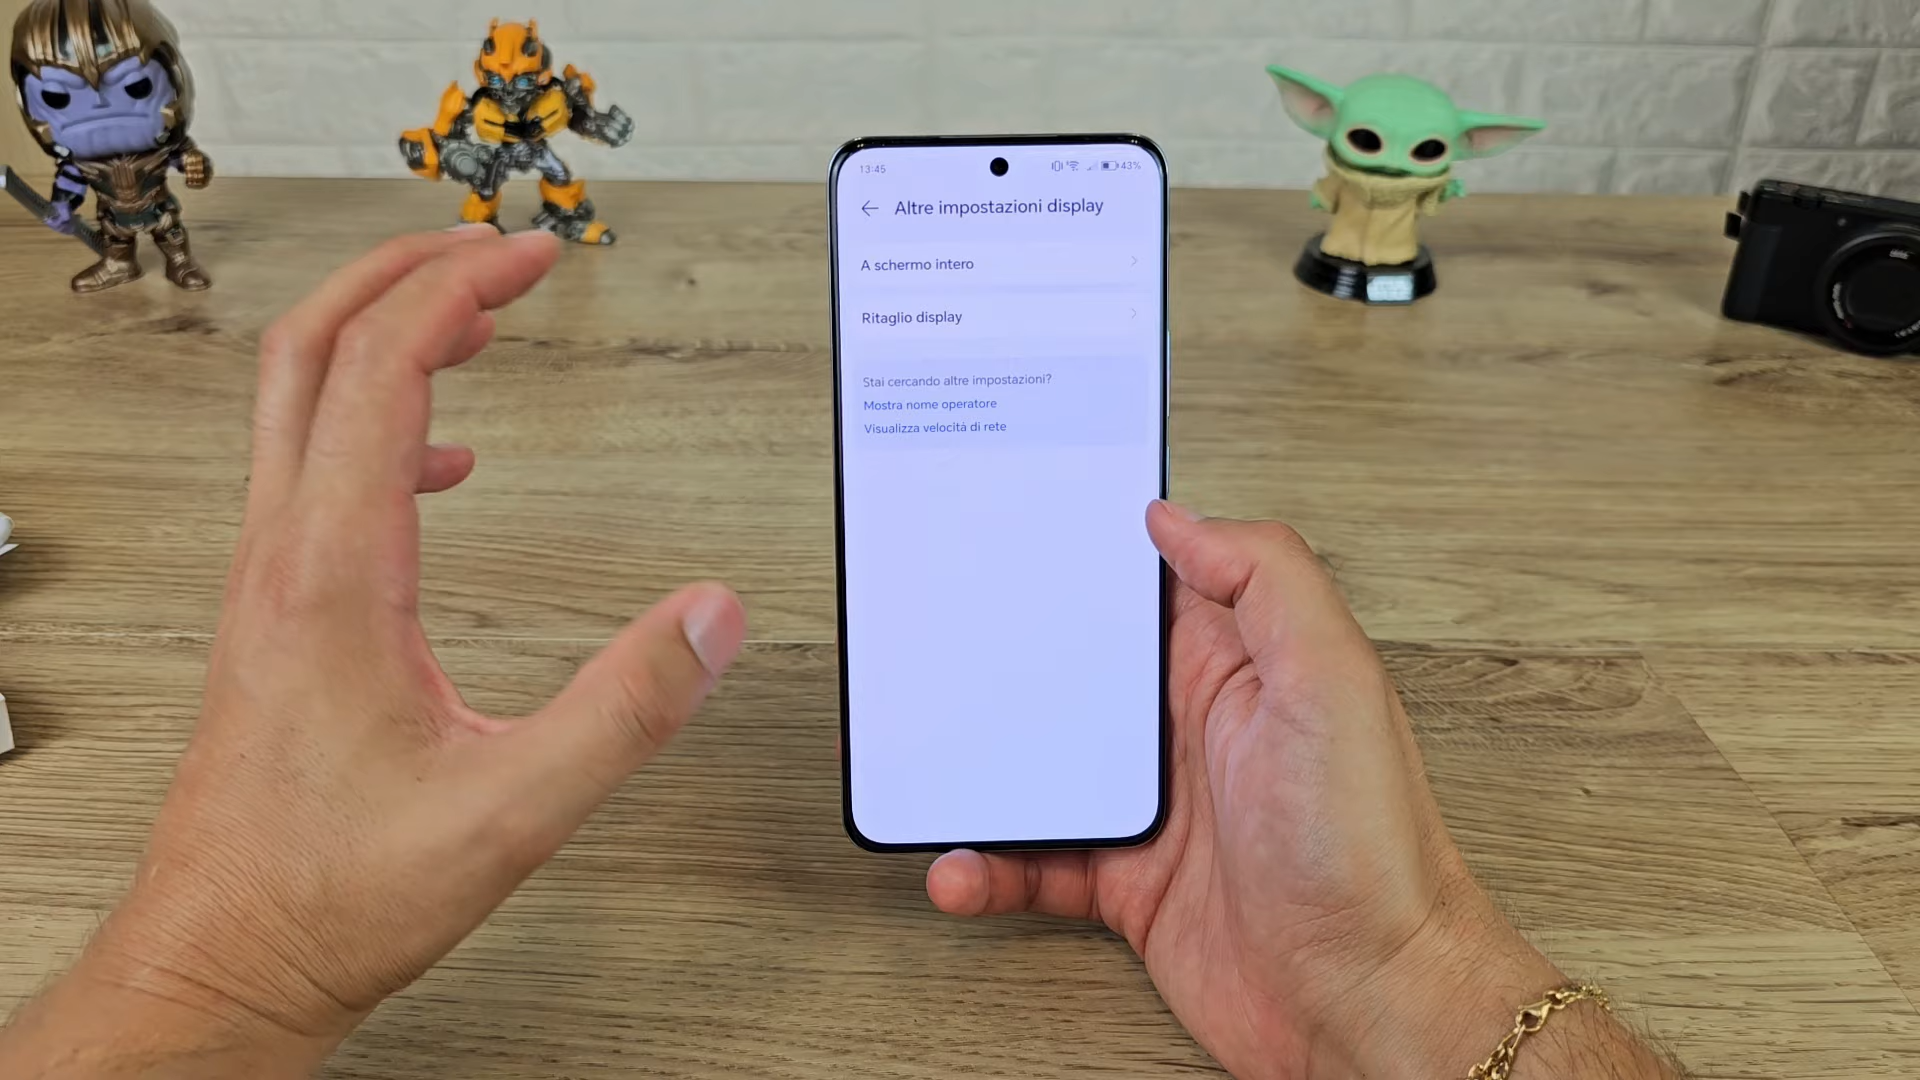 13:45
43%
Altre impostazioni display
A schermo intero
Ritaglio display
Stai cercando altre impostazioni?
Mostra nome operatore
Visualizza velocità di rete